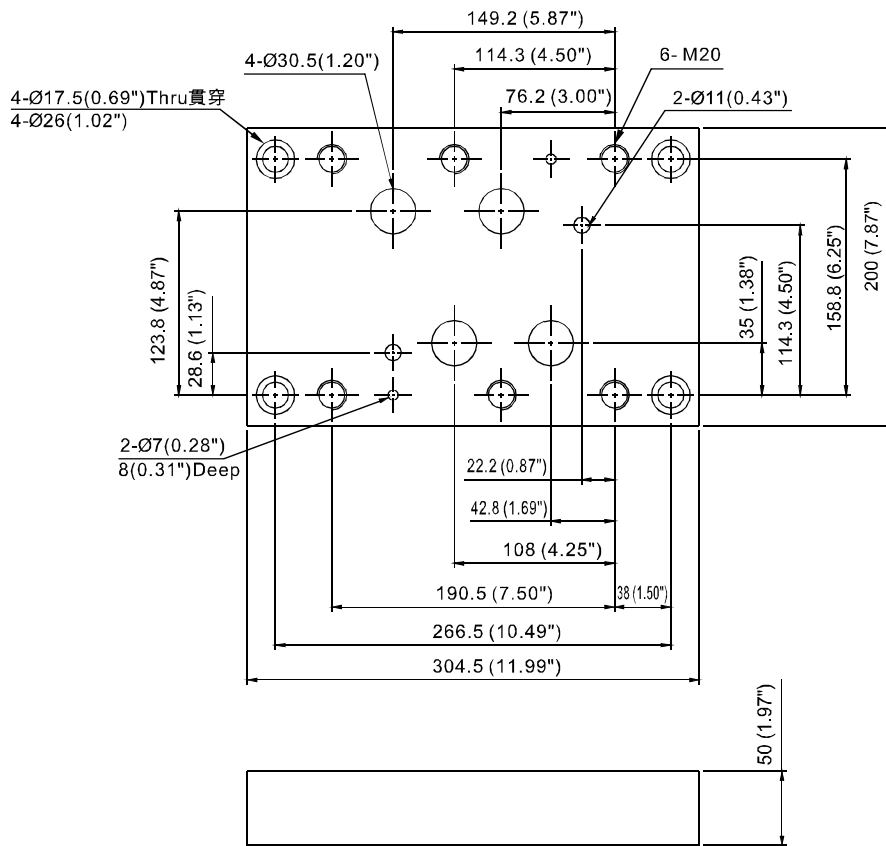 149.2 (5.87")
4-Ø30.5(1.20")
114.3 (4.50")
6- M20
4-Ø17.5(0.69")Thru貫穿
4-Ø26(1.02")
76.2 (3.00")
2-Ø11(0.43")
123.8 (4.87")
28.6 (1.13")
35 (1.38")
114.3 (4.50")
158.8 (6.25")
200 (7.87")
2-Ø7(0.28")
8(0.31")Deep
22.2 (0.87")
42.8 (1.69")
108 (4.25")
190.5 (7.50")
38 (1.50")
266.5 (10.49")
304.5 (11.99")
50 (1.97")